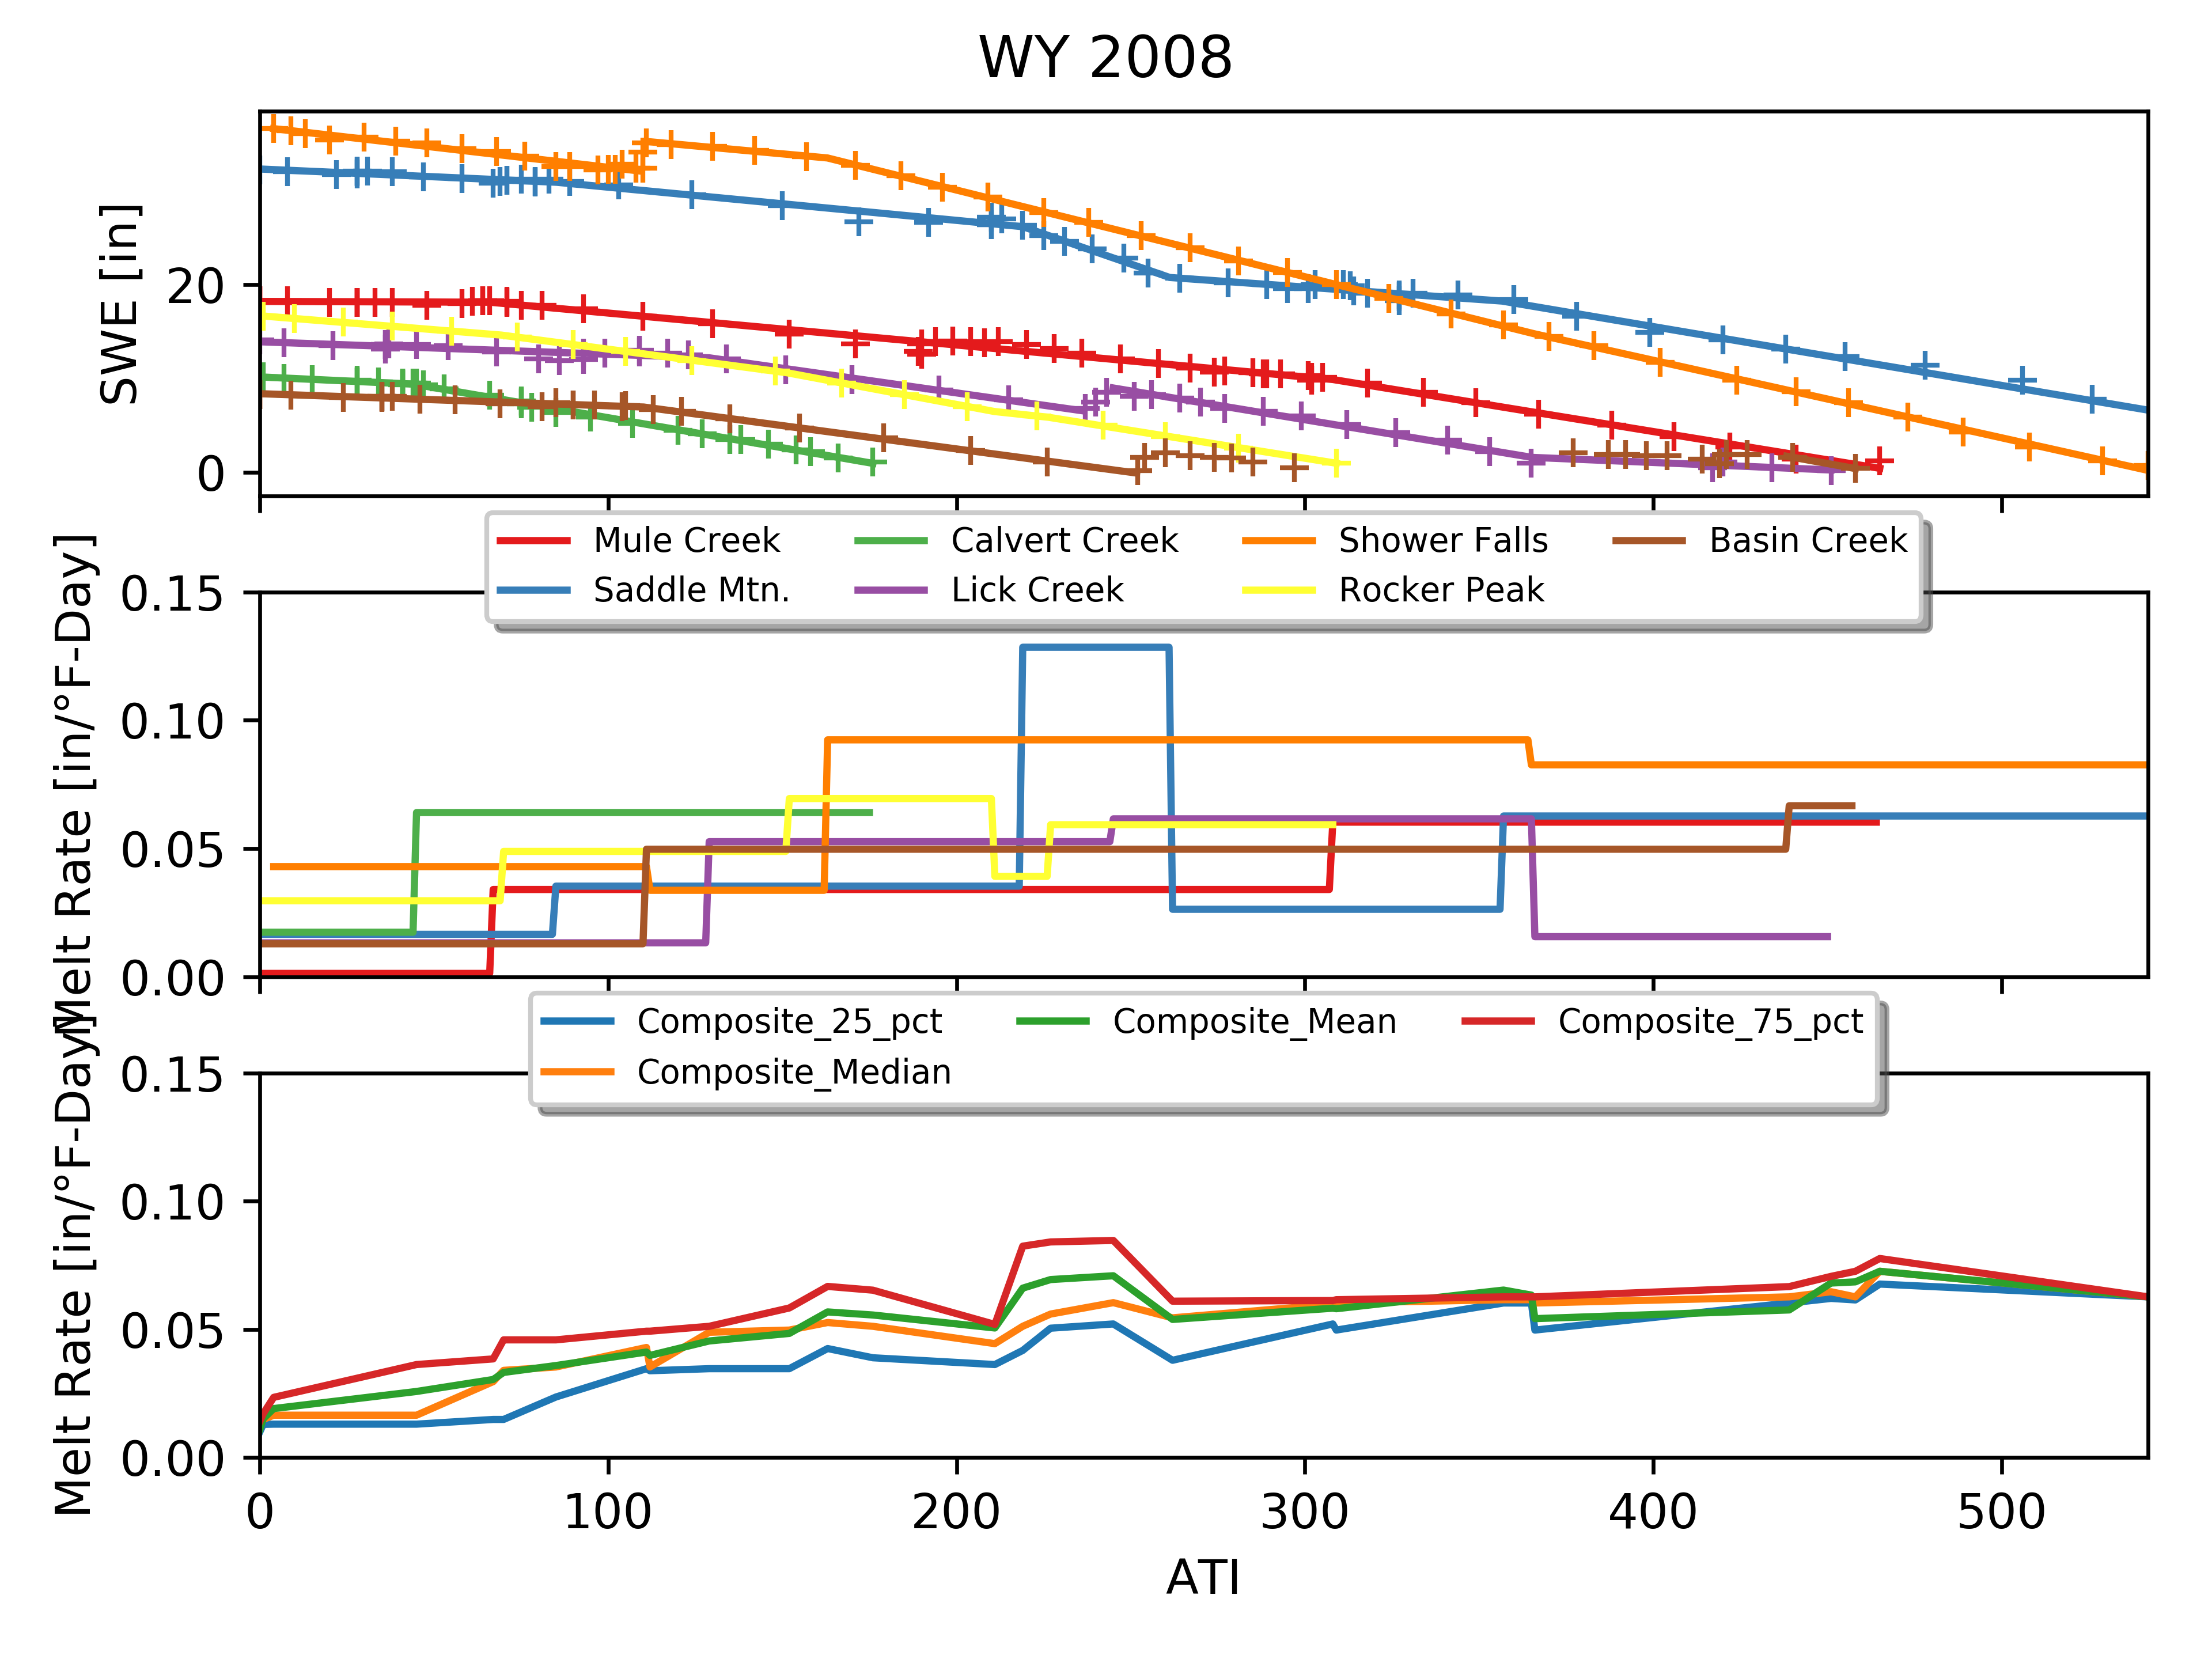 WY 2008
SWE [in]
20
0
Mule Creek
Calvert Creek
Shower Falls
Basin Creek
Saddle Mtn.
Lick Creek
Rocker Peak
Melt Rate [in/°F-Day]
0.15
0.10
0.05
0.00
Composite_25_pct
Composite_Mean
Composite_75_pct
Composite_Median
Melt Rate [in/°F-Day]
0.15
0.10
0.05
0.00
0
100
200
300
400
500
ATI